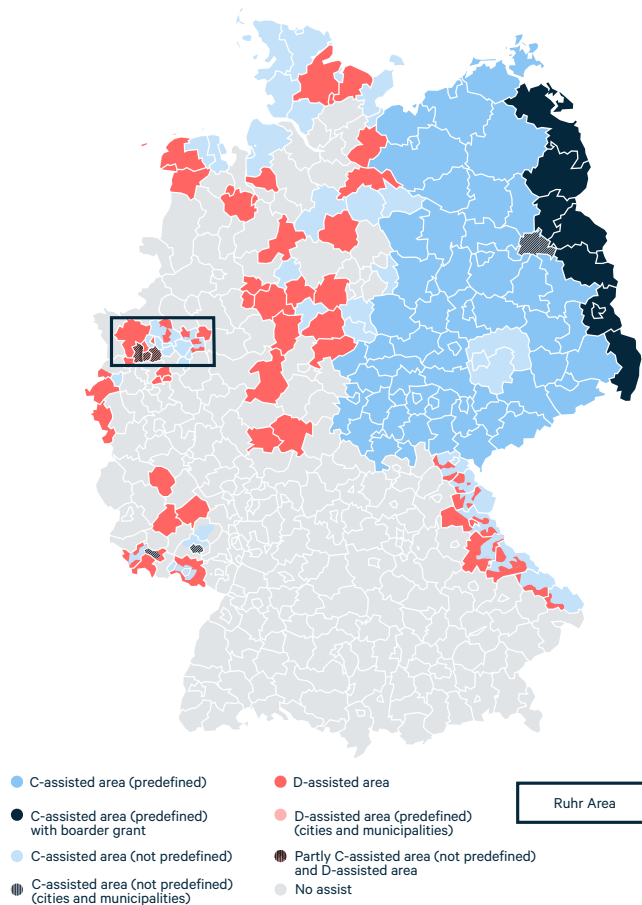 C-assisted area (predefined)
C-assisted area (predefined)
with boarder grant
C-assisted area (not predefined)
C-assisted area (not predefined)
(cities and municipalities)
D-assisted area
D-assisted area (predefined)
(cities and municipalities)
Partly C-assisted area (not predefined)
and D-assisted area
No assist
Ruhr Area